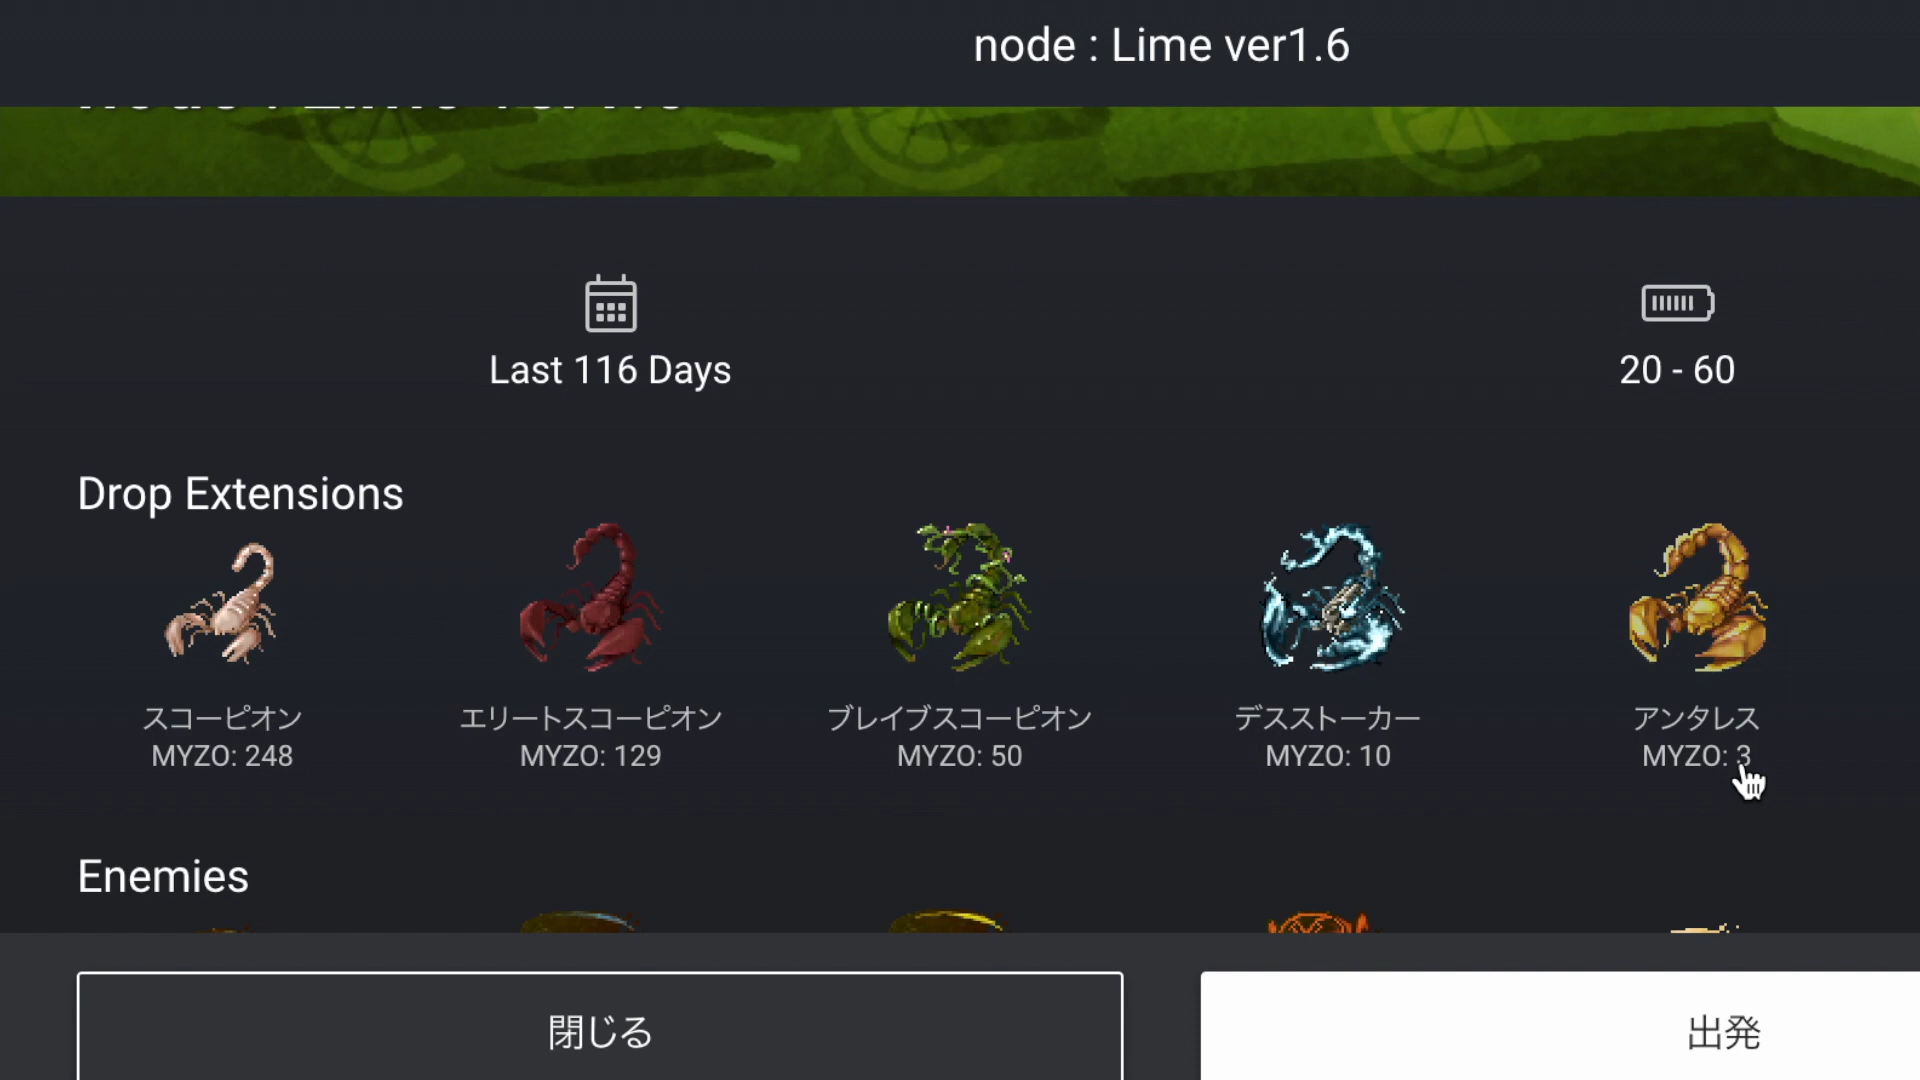 node : Lime ver1.6
Last 116 Days
20 - 60
Drop Extensions
スコーピオン
MYZO: 248
エリートスコーピオン
MYZO: 129
ブレイブスコーピオン
MYZO: 50
デスストーカー
MYZO: 10
アンタレス
MYZO: 3
Enemies
閉じる
出発